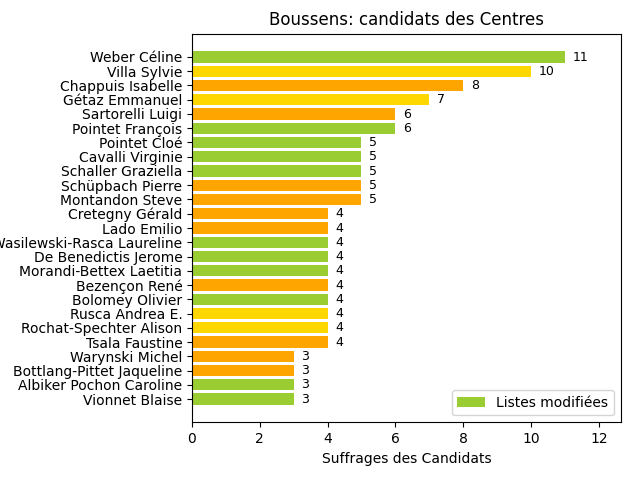 Boussens: candidats des Centres
Weber Céline 11
Villa Sylvie 10
Chappuis Isabelle 8
Gétaz Emmanuel 7
Sartorelli Luigi 6
Pointet François 6
Pointet Cloé 5
Cavalli Virginie 5
Schaller Graziella 5
Schüpbach Pierre 5
Montandon Steve 5
Cretegny Gérald 4
Lado Emilio 4
Wasilewski-Rasca Laureline 4
De Benedictis Jerome 4
Morandi-Bettex Laetitia 4
Bezençon René 4
Bolomey Olivier 4
Rusca Andrea E. 4
Rochat-Spechter Alison 4
Tsala Faustine 4
Warynski Michel 3
Bottlang-Pittet Jaqueline 3
Albiker Pochon Caroline 3
Vionnet Blaise 3
Listes modifiées
0 2 4 6 8 10 12
Suffrages des Candidats